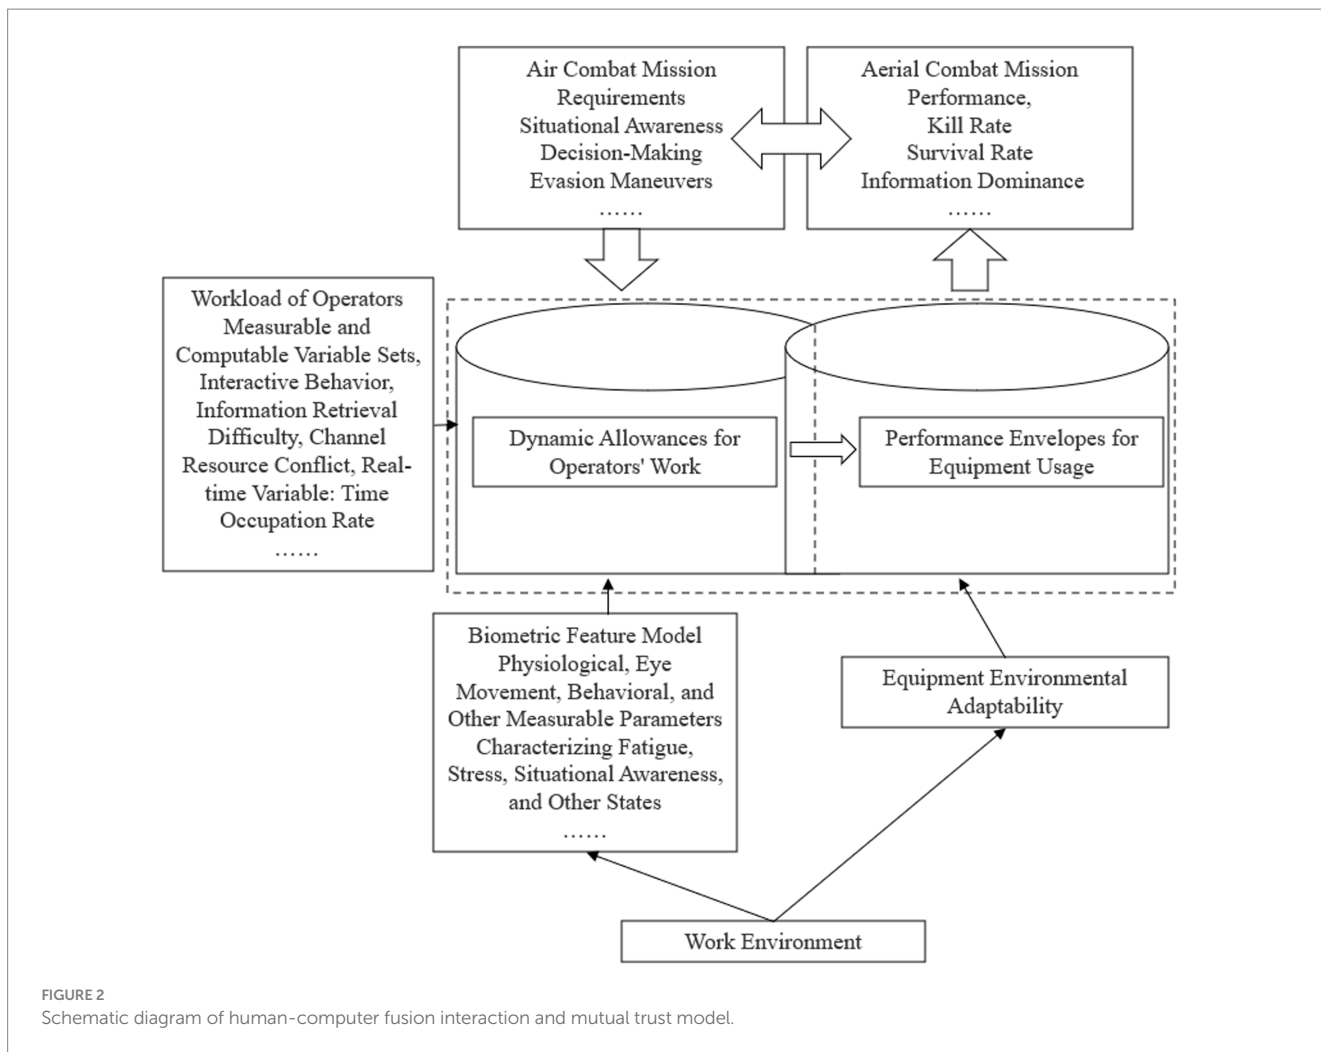 Air Combat Mission
Requirements
Situational Awareness
Decision-Making
Evasion Maneuvers
……
Aerial Combat Mission
Performance,
Kill Rate
Survival Rate
Information Dominance
……
Workload of Operators
Measurable and
Computable Variable Sets,
Interactive Behavior,
Information Retrieval
Difficulty, Channel
Resource Conflict, Real-
time Variable: Time
Occupation Rate
……
Dynamic Allowances for
Operators' Work
Performance Envelopes for
Equipment Usage
Biometric Feature Model
Physiological, Eye
Movement, Behavioral, and
Other Measurable Parameters
Characterizing Fatigue,
Stress, Situational Awareness,
and Other States
……
Equipment Environmental
Adaptability
Work Environment
FIGURE 2
Schematic diagram of human-computer fusion interaction and mutual trust model.